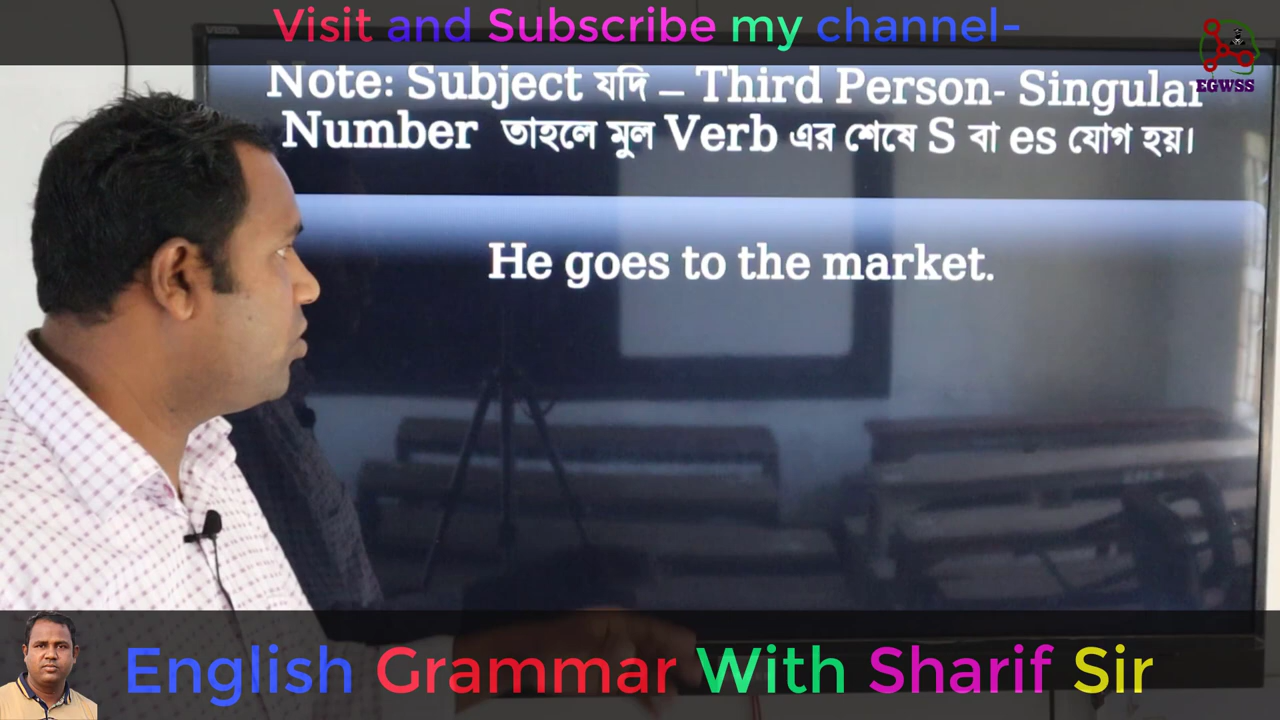 Visit and Subscribe my channel-
EGWSS
Note: Subject যদি – Third Person- Singular
Number তাহলে মুল Verb এর শেষে S বা es যোগ হয়।
He goes to the market.
English Grammar With Sharif Sir